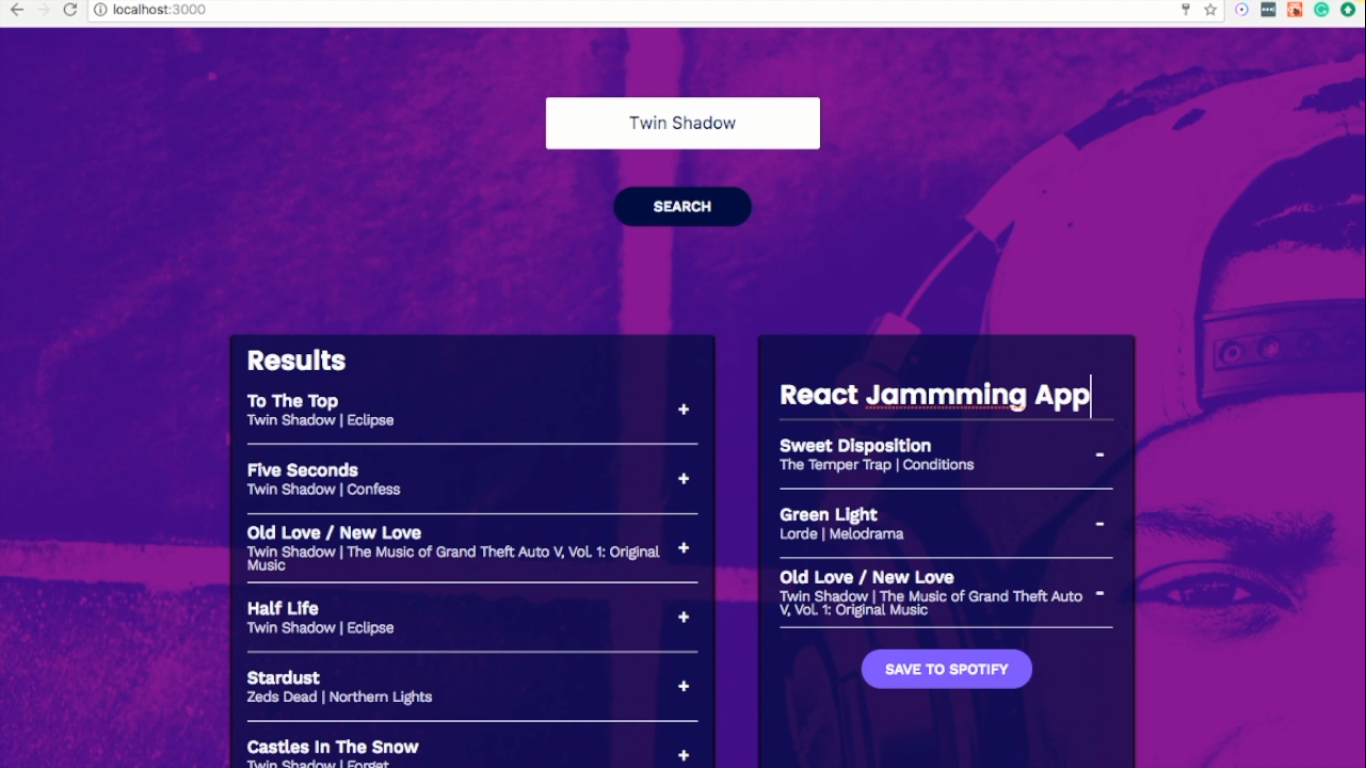 localhost:3000
Twin Shadow
SEARCH
Results
To The Top
Twin Shadow | Eclipse
+
Five Seconds
Twin Shadow | Confess
+
Old Love / New Love
Twin Shadow | The Music of Grand Theft Auto V, Vol. 1: Original
Music
+
Half Life
Twin Shadow | Eclipse
+
Stardust
Zeds Dead | Northern Lights
+
Castles In The Snow
Twin Shadow | Forget
+
React Jammming App
Sweet Disposition
The Temper Trap | Conditions
-
Green Light
Lorde | Melodrama
-
Old Love / New Love
Twin Shadow | The Music of Grand Theft Auto
V, Vol. 1: Original Music
-
SAVE TO SPOTIFY